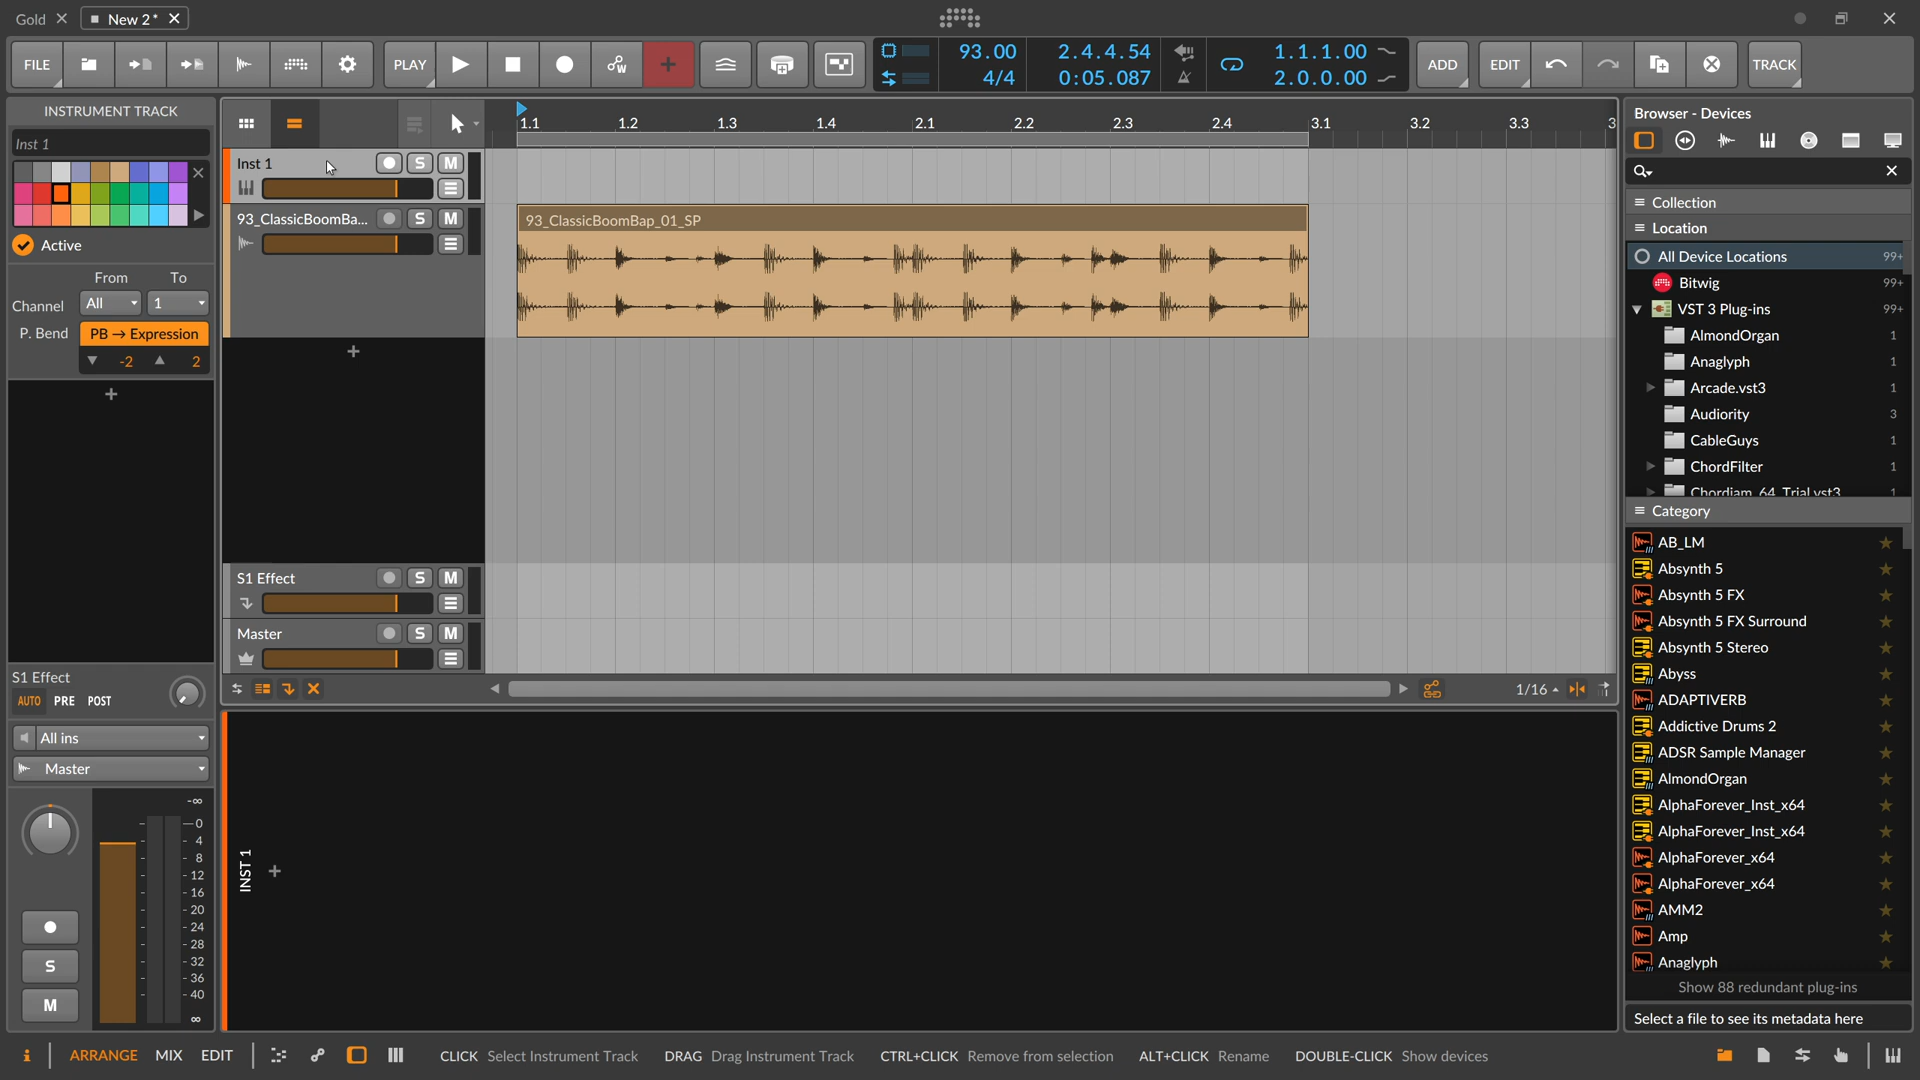 Gold
New 2*
FILE
PLAY
93.00
4/4
2.4.4.54
0:05.087
1.1.1.00
2.0.0.00
ADD
EDIT
TRACK
INSTRUMENT TRACK
Inst 1
Active
From To
Channel All 1
P. Bend PB → Expression
-2 2
+
S1 Effect
AUTO PRE POST
All ins
Master
-∞
0
4
8
12
16
20
24
28
32
36
40
∞
S
M
1.1 1.2 1.3 1.4 2.1 2.2 2.3 2.4 3.1 3.2 3.3 3
Inst 1 S M
93_ClassicBoomBa... S M
93_ClassicBoomBap_01_SP
+
S1 Effect S M
Master S M
1/16
INST 1
+
Browser - Devices
Collection
Location
All Device Locations 99+
Bitwig 99+
VST 3 Plug-ins 99+
AlmondOrgan 1
Anaglyph 1
Arcade.vst3 1
Audiority 3
CableGuys 1
ChordFilter 1
Chordjam_64_Trial.vst3 1
Category
AB_LM
Absynth 5
Absynth 5 FX
Absynth 5 FX Surround
Absynth 5 Stereo
Abyss
ADAPTIVERB
Addictive Drums 2
ADSR Sample Manager
AlmondOrgan
AlphaForever_Inst_x64
AlphaForever_Inst_x64
AlphaForever_x64
AlphaForever_x64
AMM2
Amp
Anaglyph
Show 88 redundant plug-ins
Select a file to see its metadata here
i ARRANGE MIX EDIT
CLICK Select Instrument Track DRAG Drag Instrument Track CTRL+CLICK Remove from selection ALT+CLICK Rename DOUBLE-CLICK Show devices